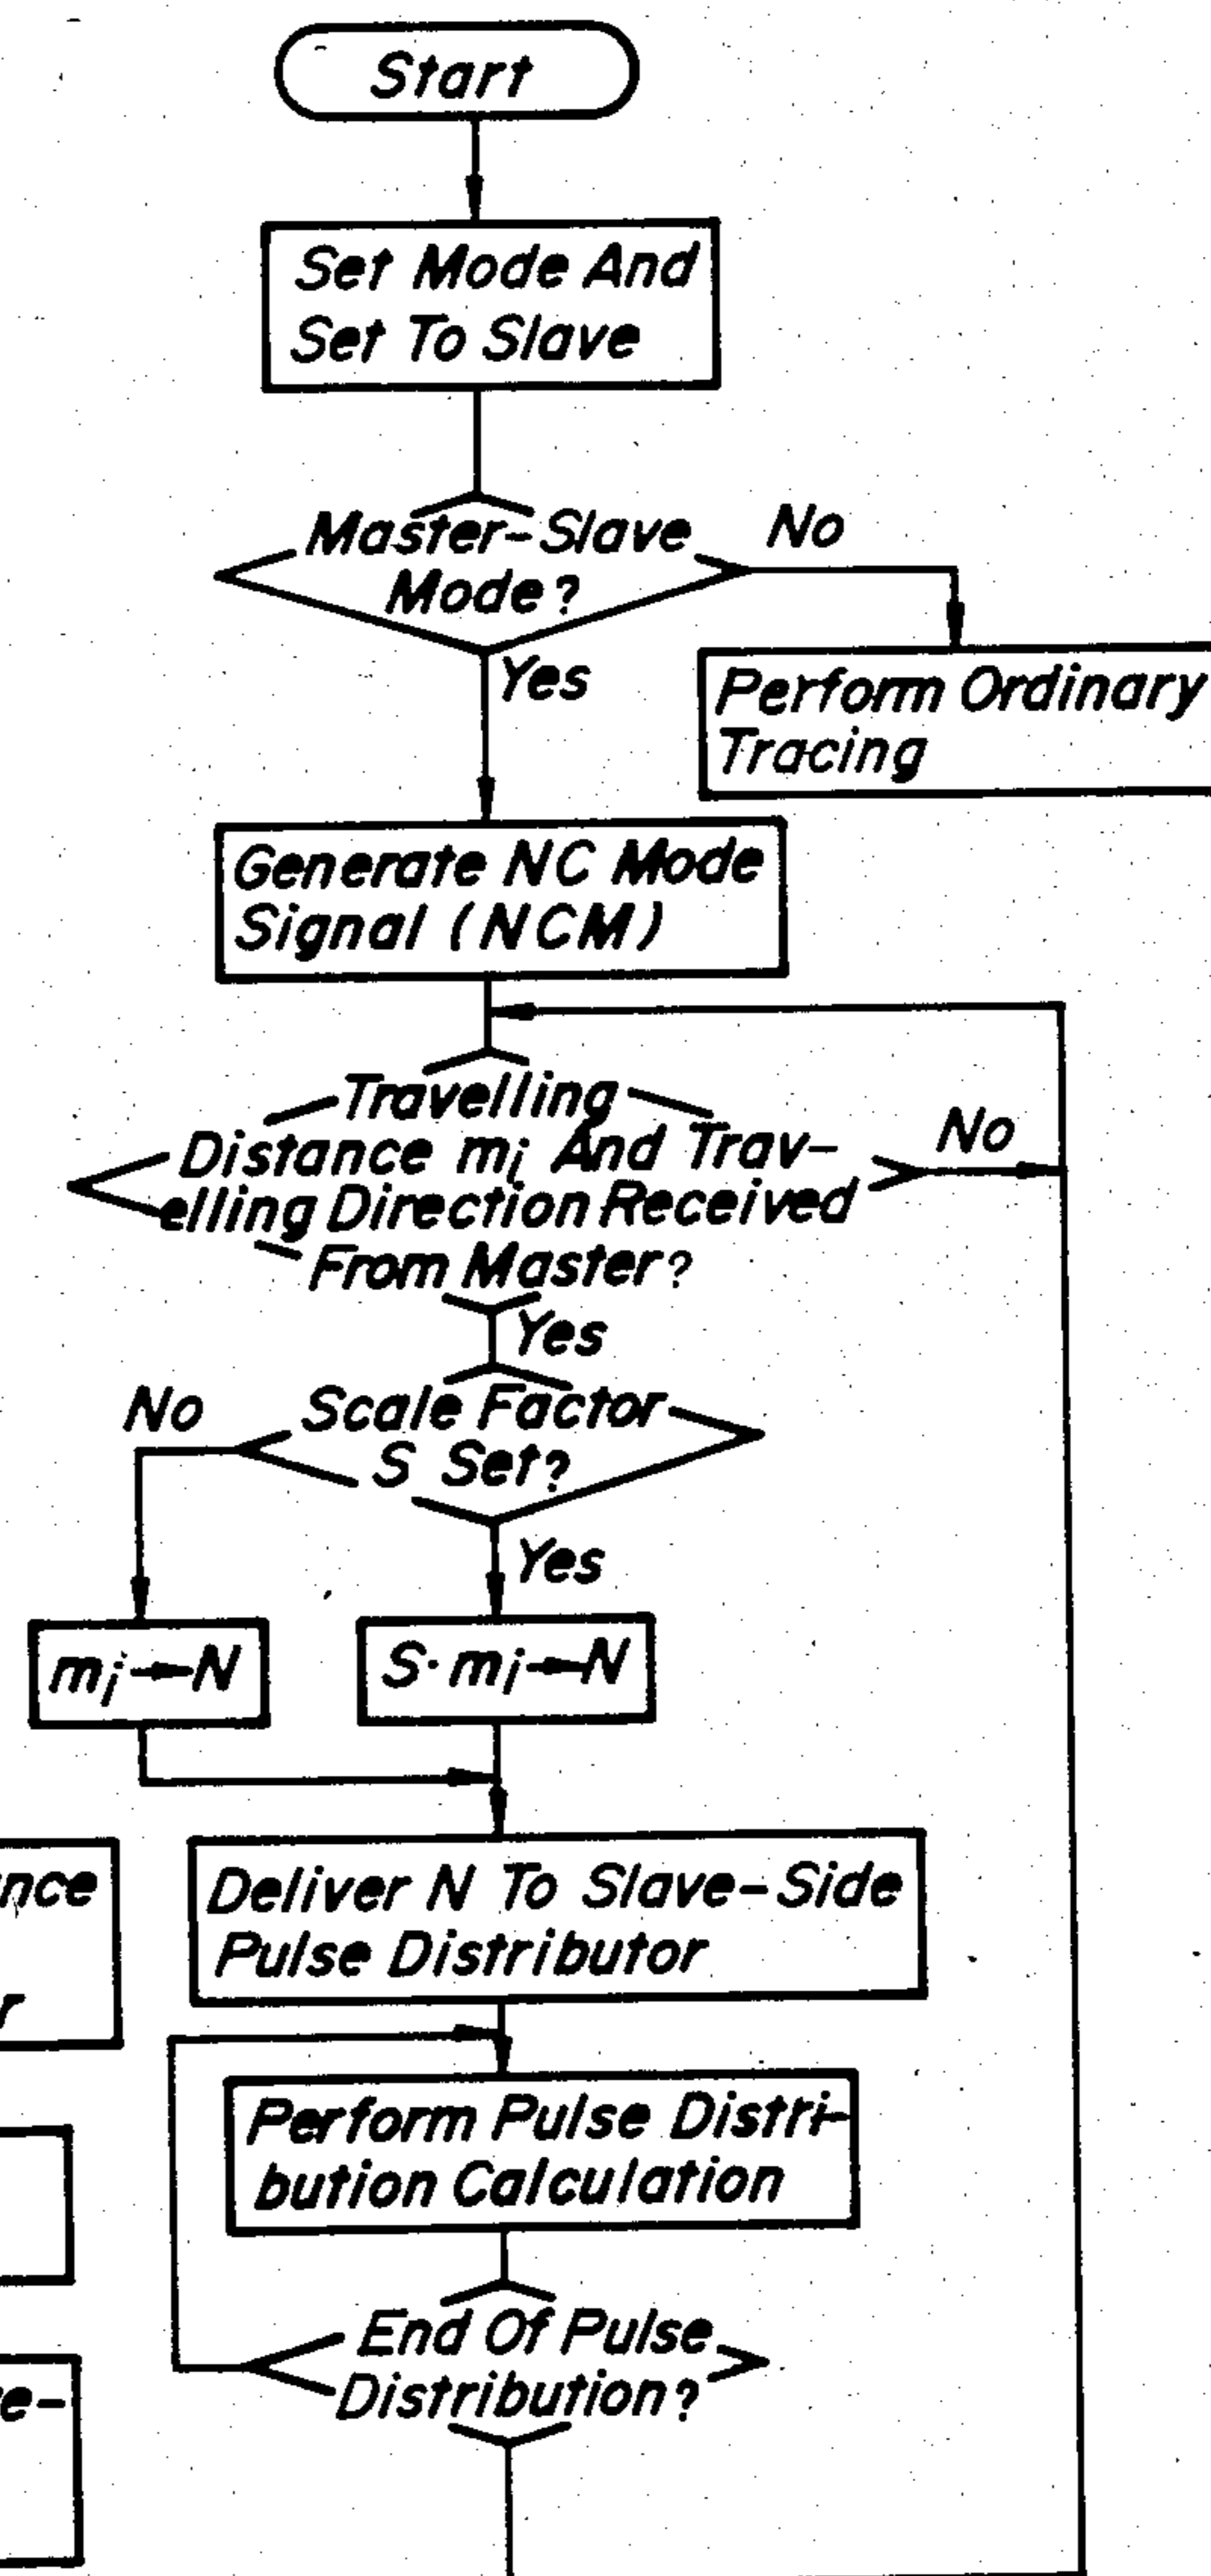 Start
Set Mode And
Set To Slave
Master-Slave
Mode?
No
Yes
Perform Ordinary
Tracing
Generate NC Mode
Signal (NCM)
Travelling
Distance mi And Trav-
elling Direction Received
From Master?
No
Yes
Scale Factor
S Set?
No
Yes
mi→N
S·mi→N
Deliver N To Slave-Side
Pulse Distributor
Perform Pulse Distri-
bution Calculation
End Of Pulse
Distribution?